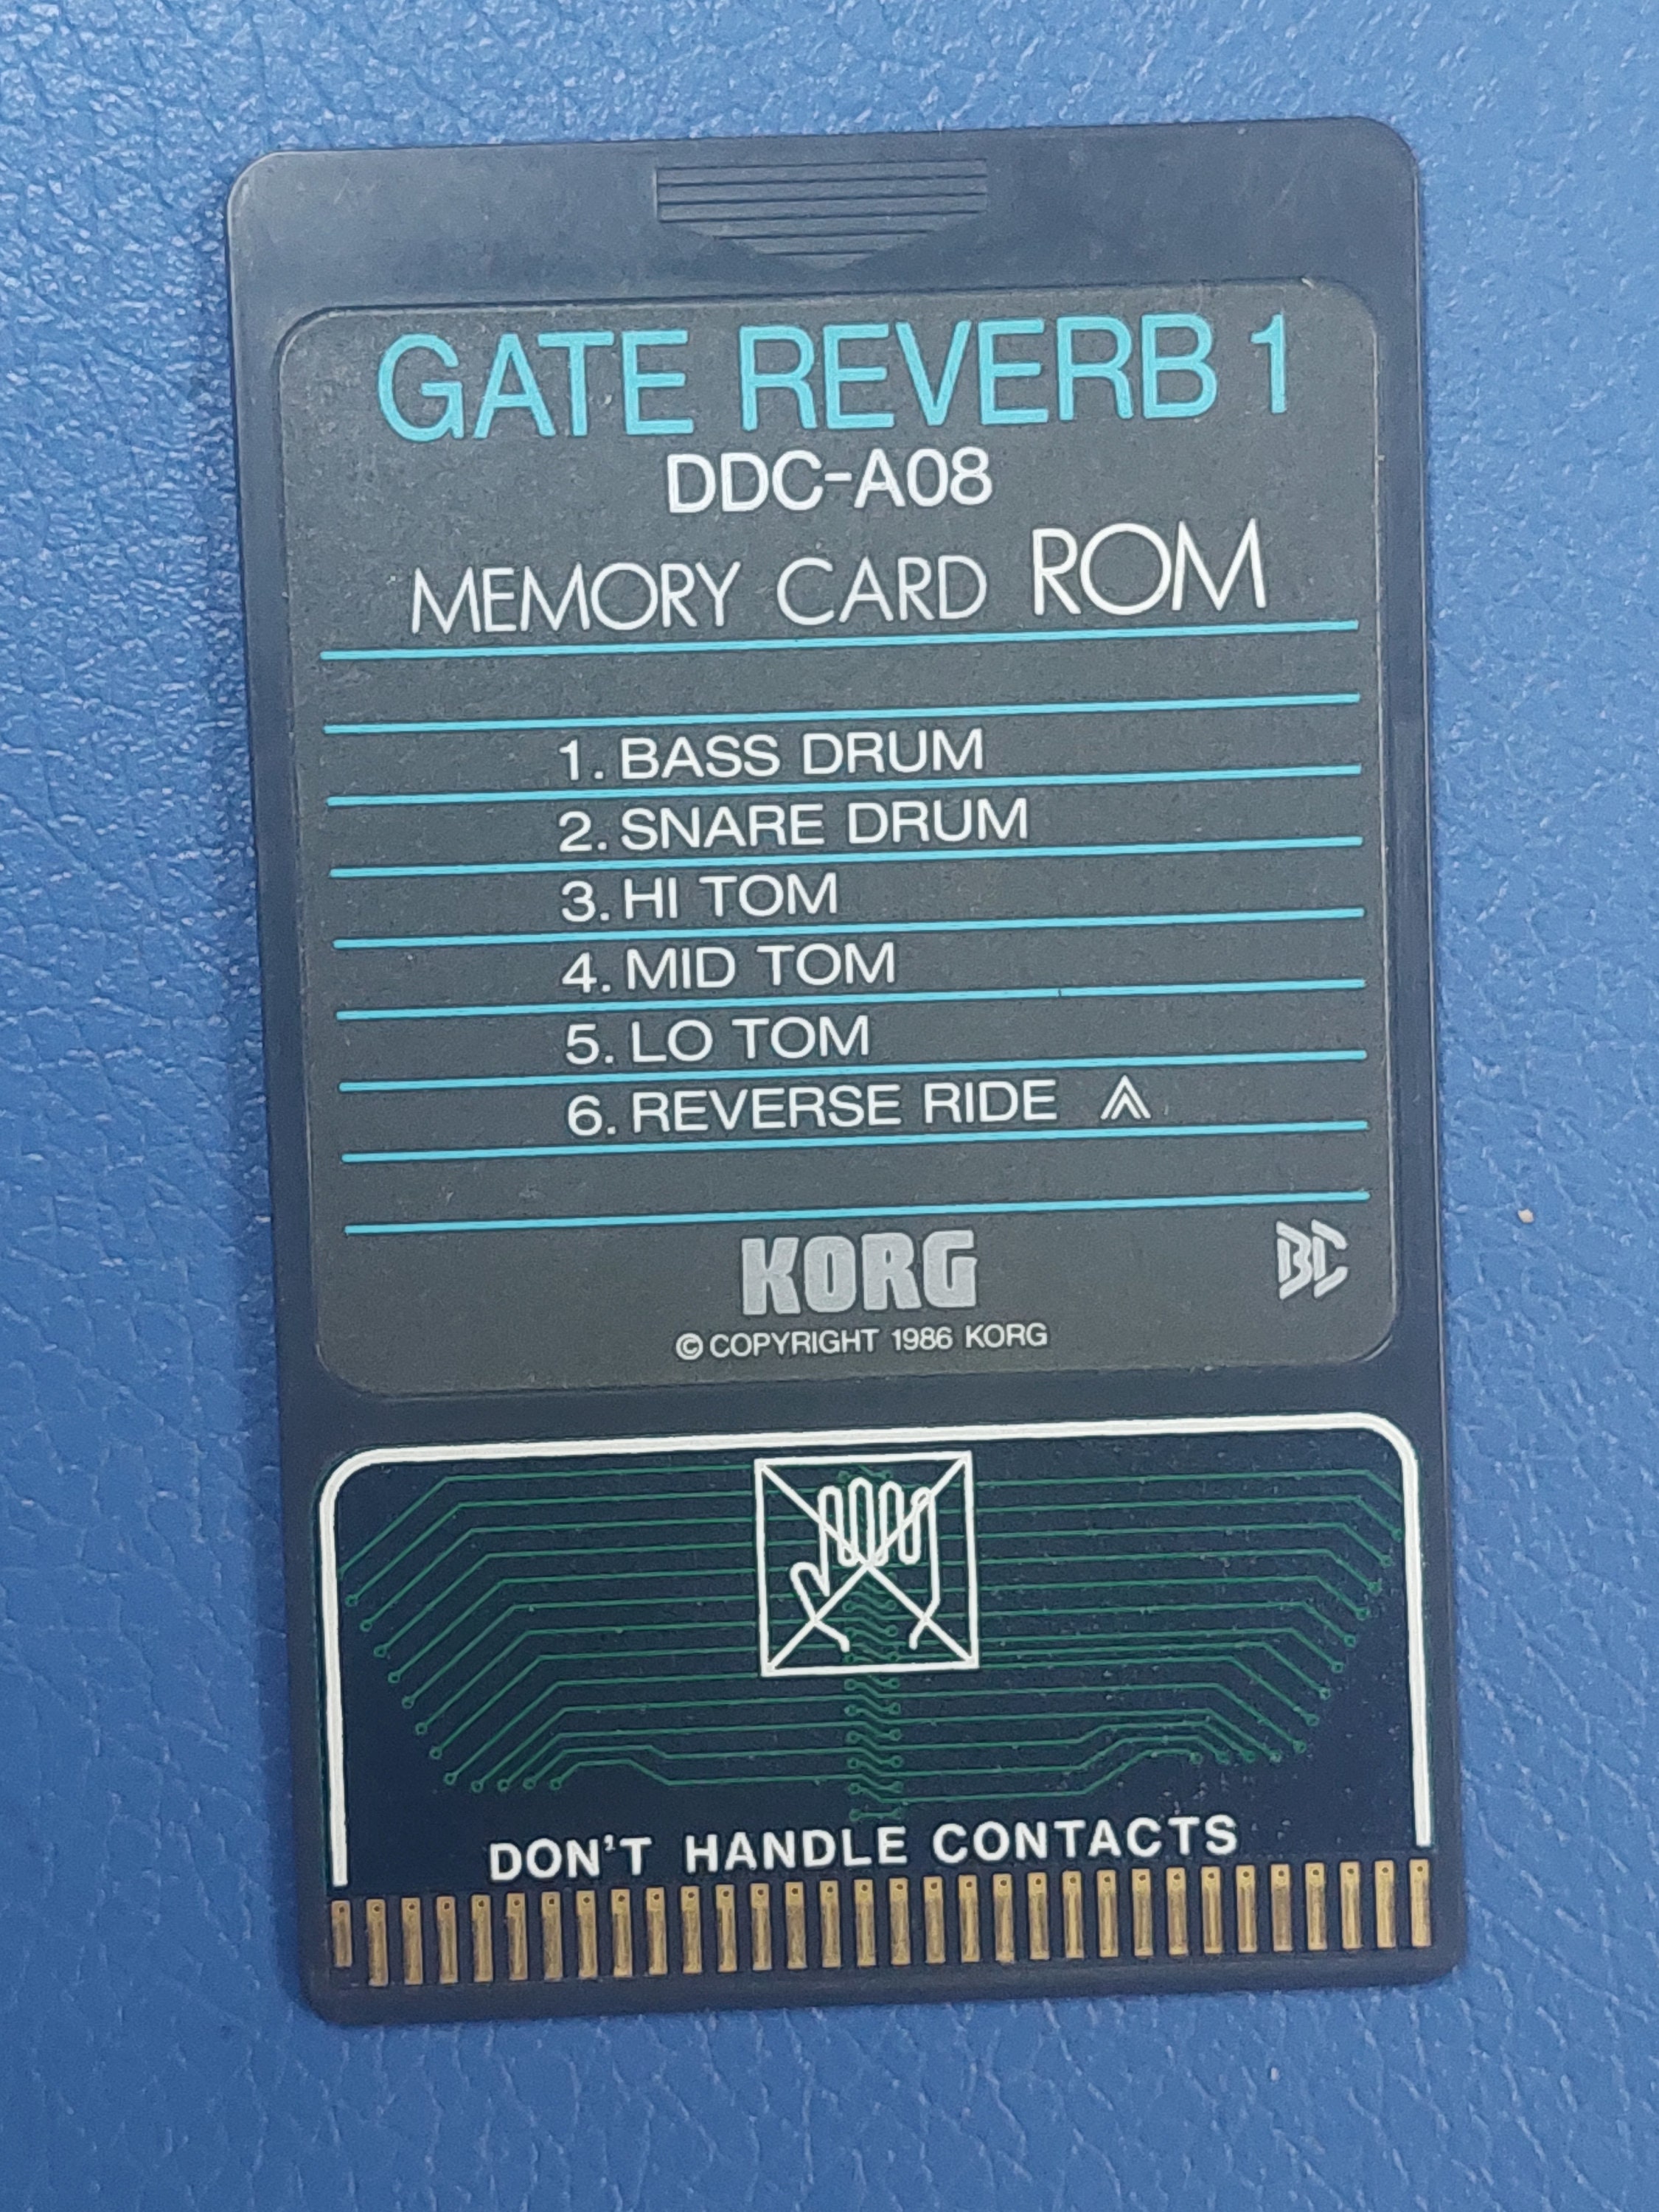 GATE REVERB 1
DDC-A08
MEMORY CARD ROM
1. BASS DRUM
2. SNARE DRUM
3. HI TOM
4. MID TOM
5. LO TOM
6. REVERSE RIDE
KORG
BC
© COPYRIGHT 1986 KORG
DON'T HANDLE CONTACTS